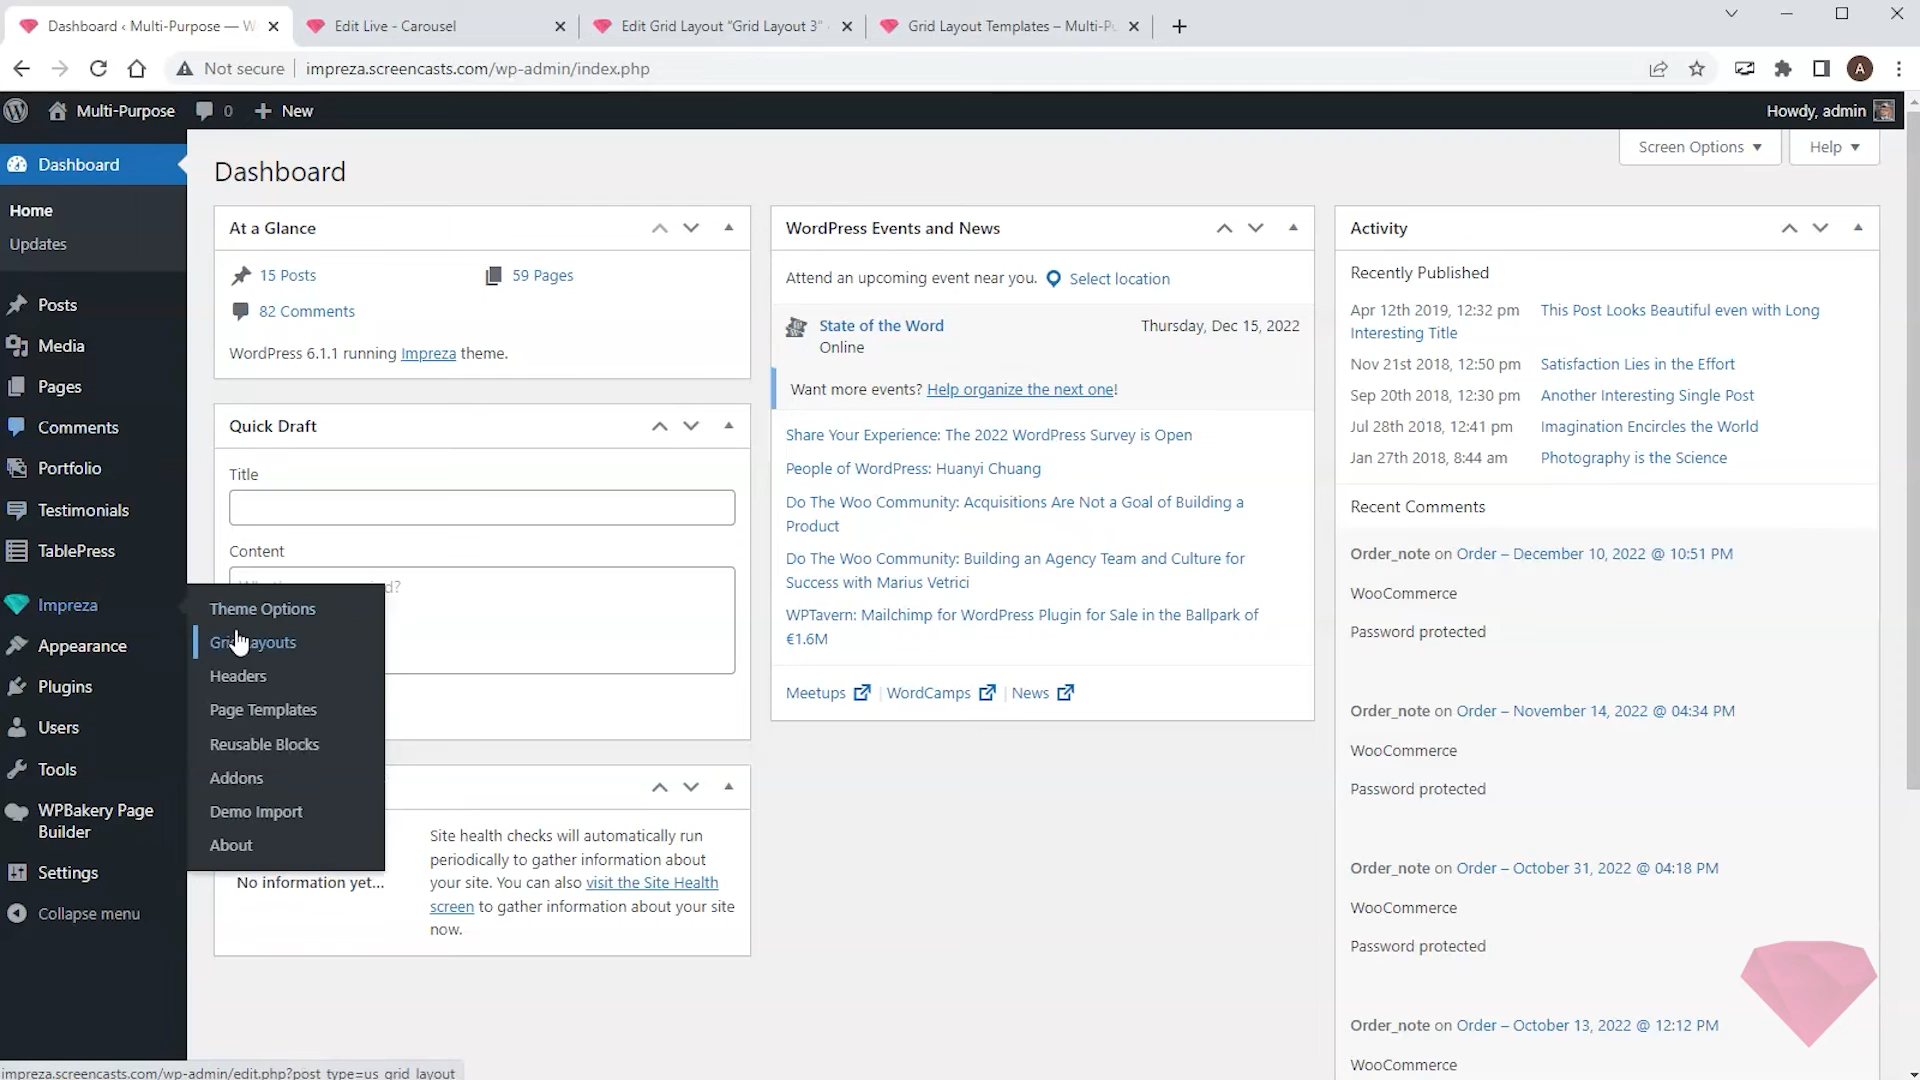 Dashboard ‹ Multi-Purpose — W
Edit Live - Carousel
Edit Grid Layout “Grid Layout 3”
Grid Layout Templates – Multi-Pu
Not secure
impreza.screencasts.com/wp-admin/index.php
A
Multi-Purpose
0
New
Howdy, admin
Dashboard
Home
Updates
Posts
Media
Pages
Comments
Portfolio
Testimonials
TablePress
Impreza
Appearance
Plugins
Users
Tools
WPBakery Page
Builder
Settings
Collapse menu
Theme Options
Grid Layouts
Headers
Page Templates
Reusable Blocks
Addons
Demo Import
About
Screen Options
Help
Dashboard
At a Glance
15 Posts
59 Pages
82 Comments
WordPress 6.1.1 running Impreza theme.
Quick Draft
Title
Content
?
Site health checks will automatically run
periodically to gather information about
your site. You can also visit the Site Health
screen to gather information about your site
now.
No information yet...
WordPress Events and News
Attend an upcoming event near you. Select location
State of the Word
Online
Thursday, Dec 15, 2022
Want more events? Help organize the next one!
Share Your Experience: The 2022 WordPress Survey is Open
People of WordPress: Huanyi Chuang
Do The Woo Community: Acquisitions Are Not a Goal of Building a
Product
Do The Woo Community: Building an Agency Team and Culture for
Success with Marius Vetrici
WPTavern: Mailchimp for WordPress Plugin for Sale in the Ballpark of
€1.6M
Meetups | WordCamps | News
Activity
Recently Published
Apr 12th 2019, 12:32 pm This Post Looks Beautiful even with Long
Interesting Title
Nov 21st 2018, 12:50 pm Satisfaction Lies in the Effort
Sep 20th 2018, 12:30 pm Another Interesting Single Post
Jul 28th 2018, 12:41 pm Imagination Encircles the World
Jan 27th 2018, 8:44 am Photography is the Science
Recent Comments
Order_note on Order – December 10, 2022 @ 10:51 PM
WooCommerce
Password protected
Order_note on Order – November 14, 2022 @ 04:34 PM
WooCommerce
Password protected
Order_note on Order – October 31, 2022 @ 04:18 PM
WooCommerce
Password protected
Order_note on Order – October 13, 2022 @ 12:12 PM
WooCommerce
impreza.screencasts.com/wp-admin/edit.php?post_type=us_grid_layout